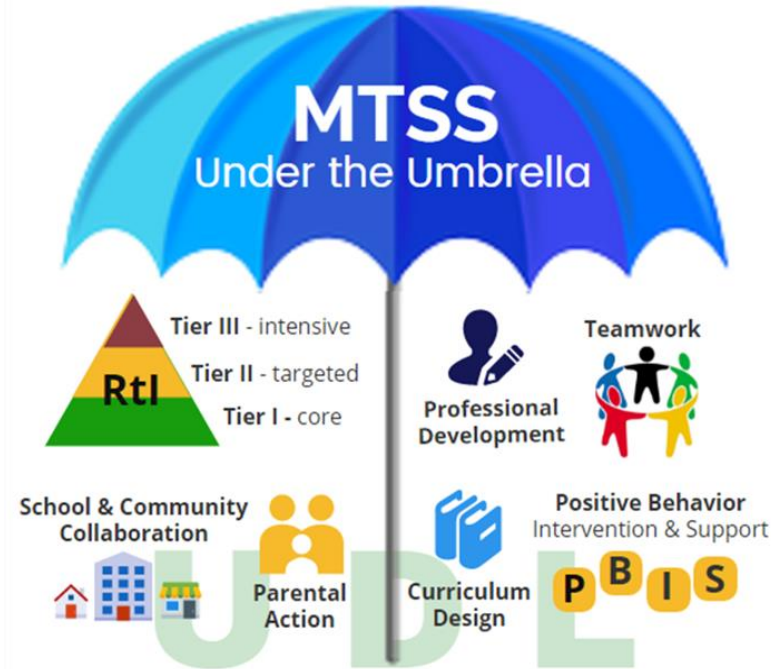 MTSS
Under the Umbrella
RtI
Tier III - intensive
Tier II - targeted
Tier I - core
Professional
Development
Teamwork
School & Community
Collaboration
Parental
Action
Curriculum
Design
Positive Behavior
Intervention & Support
PBIS
UDL